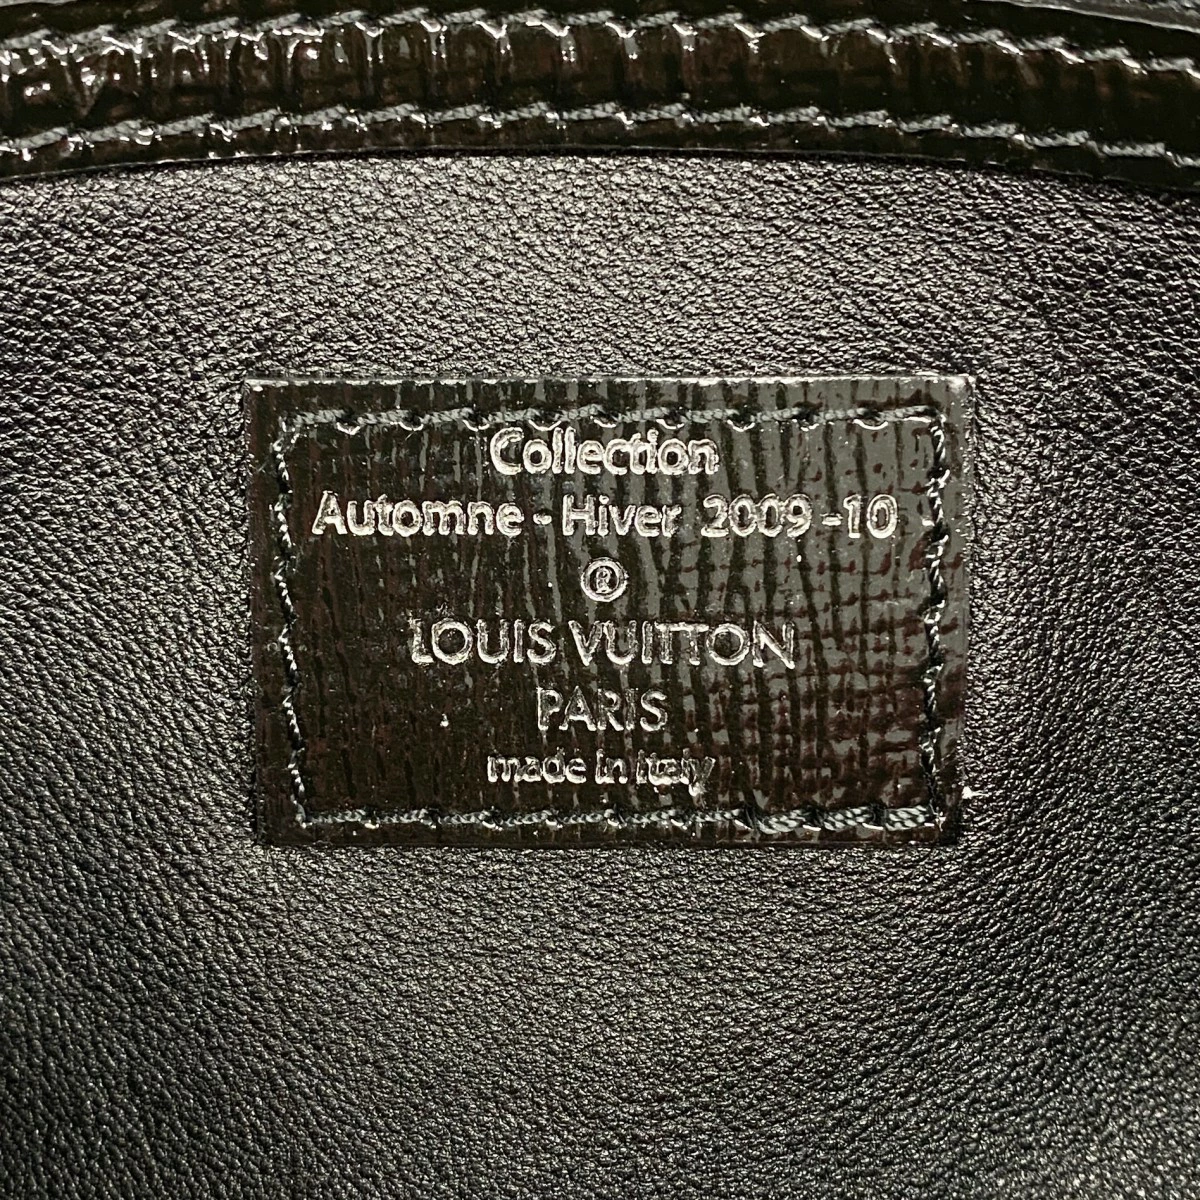 Collection
Automne - Hiver 2009 -10
®
LOUIS VUITTON
PARIS
made in Italy